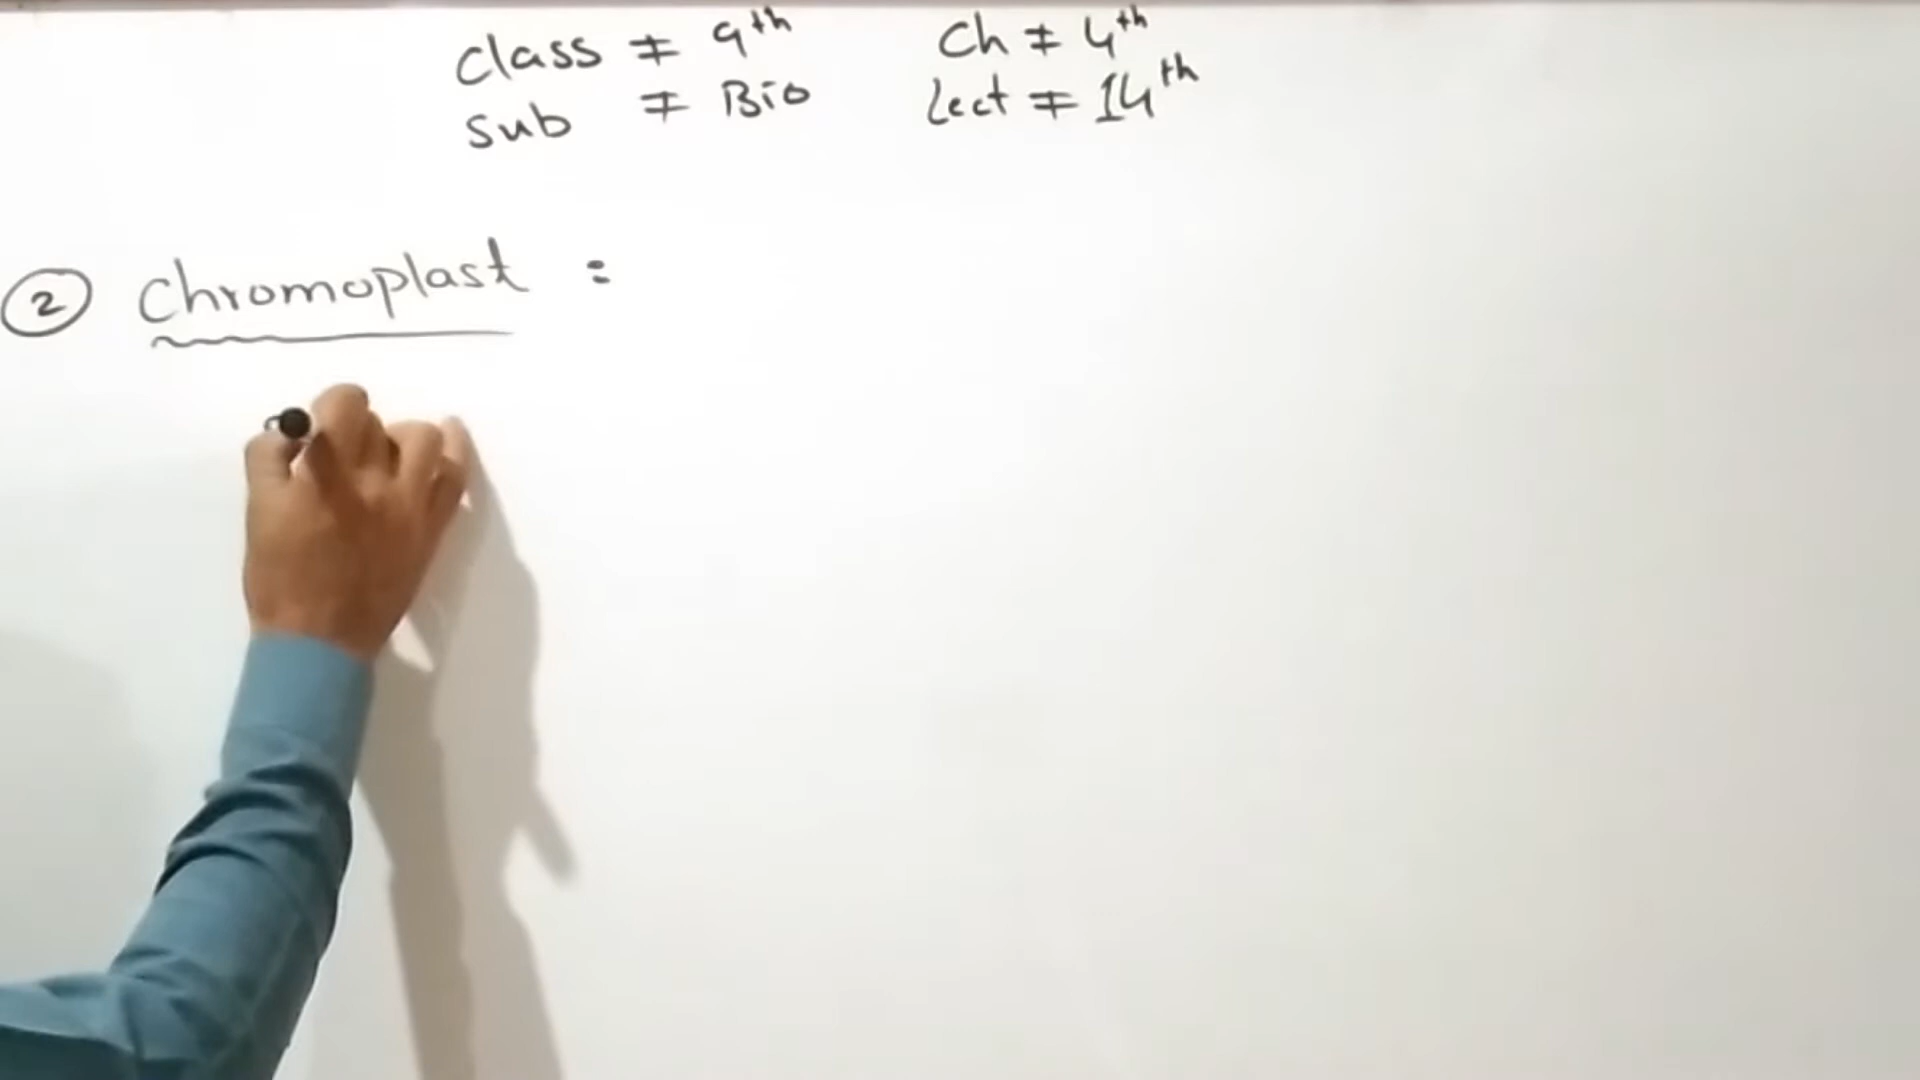 Class ≠ 9th Ch ≠ 4th
Sub ≠ Bio Lect ≠ 14th
② Chromoplast :